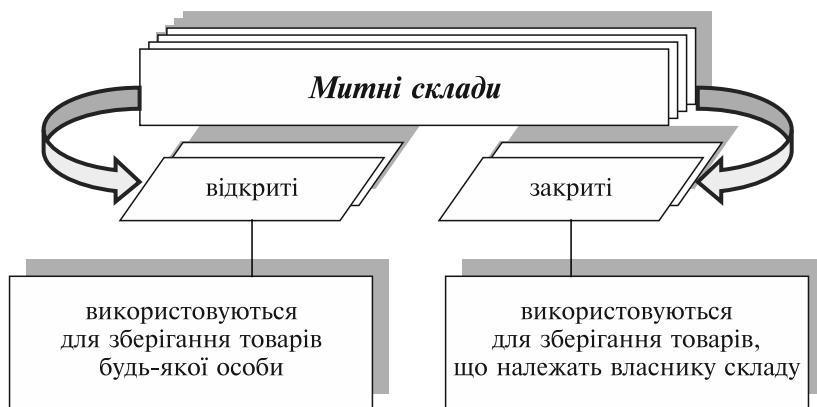 Митні склади
відкриті
закриті
використовуються
для зберігання товарів
будь-якої особи
використовуються
для зберігання товарів,
що належать власнику складу